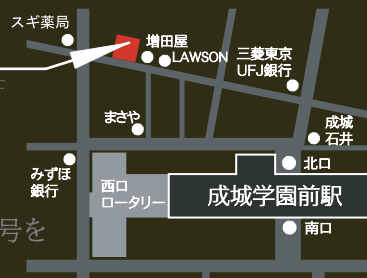 スギ薬局
増田屋
LAWSON
三菱東京
UFJ銀行
まさや
成城
石井
みずほ
銀行
西口
ロータリー
北口
成城学園前駅
南口
号を